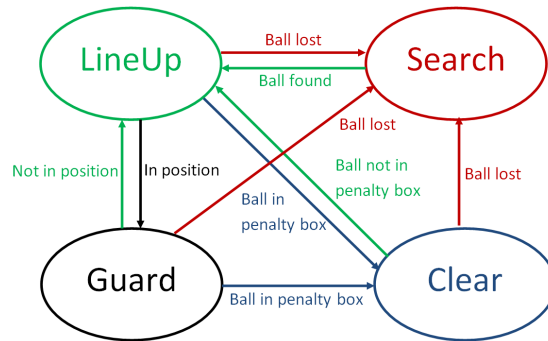 Ball lost
LineUp
Search
Ball found
Ball lost
Not in position
In position
Ball not in
penalty box
Ball lost
Ball in
penalty box
Guard
Clear
Ball in penalty box